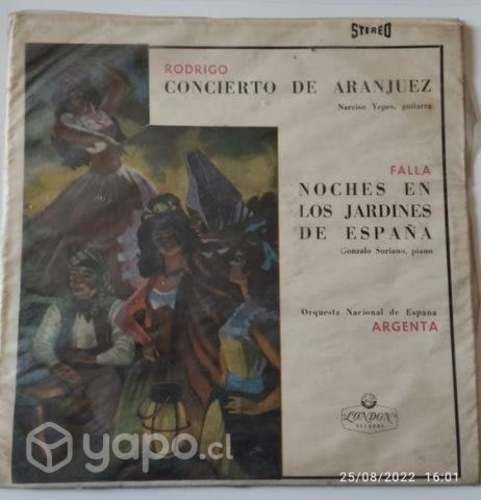 STEREO
RODRIGO
CONCIERTO DE ARANJUEZ
Narciso Yepes, guitarra
FALLA
NOCHES EN
LOS JARDINES
DE ESPAÑA
Gonzalo Soriano, piano
Orquesta Nacional de Espana
ARGENTA
LONDON
RECORDS
yapo.cl
25/08/2022 16:01